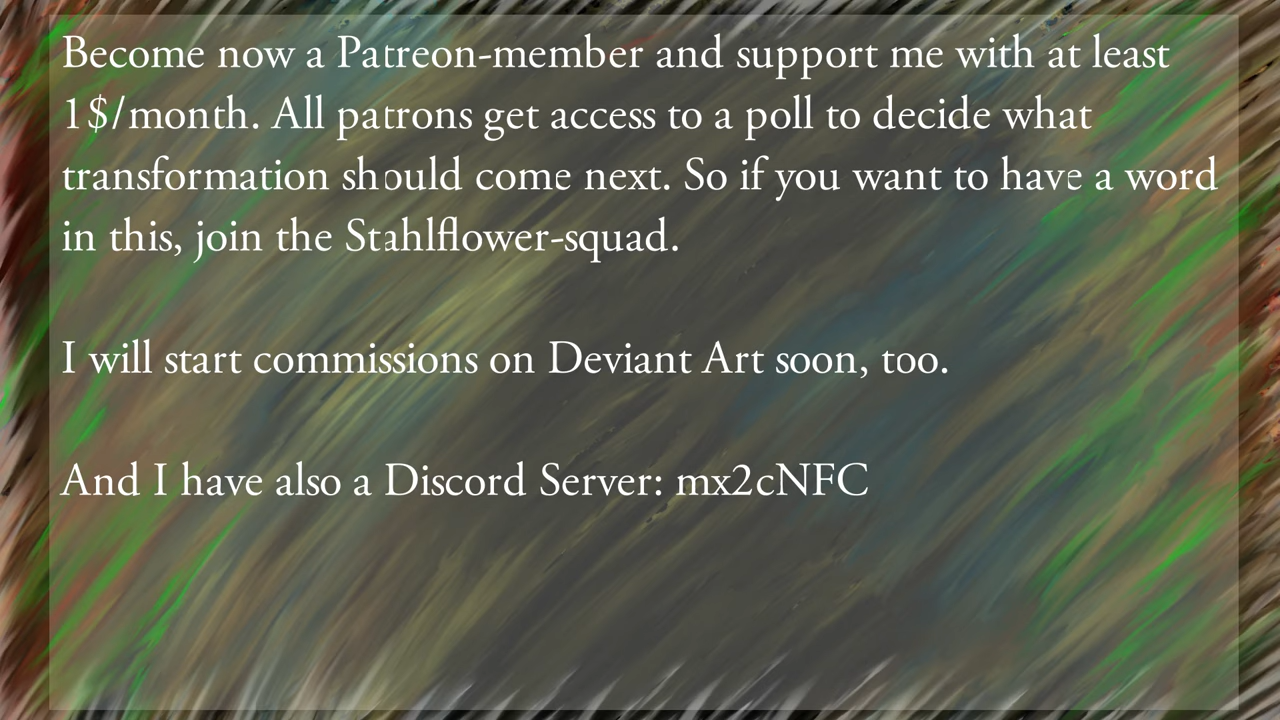 Become now a Patreon-member and support me with at least
1$/month. All patrons get access to a poll to decide what
transformation should come next. So if you want to have a word
in this, join the Stahlflower-squad.
I will start commissions on Deviant Art soon, too.
And I have also a Discord Server: mx2cNFC